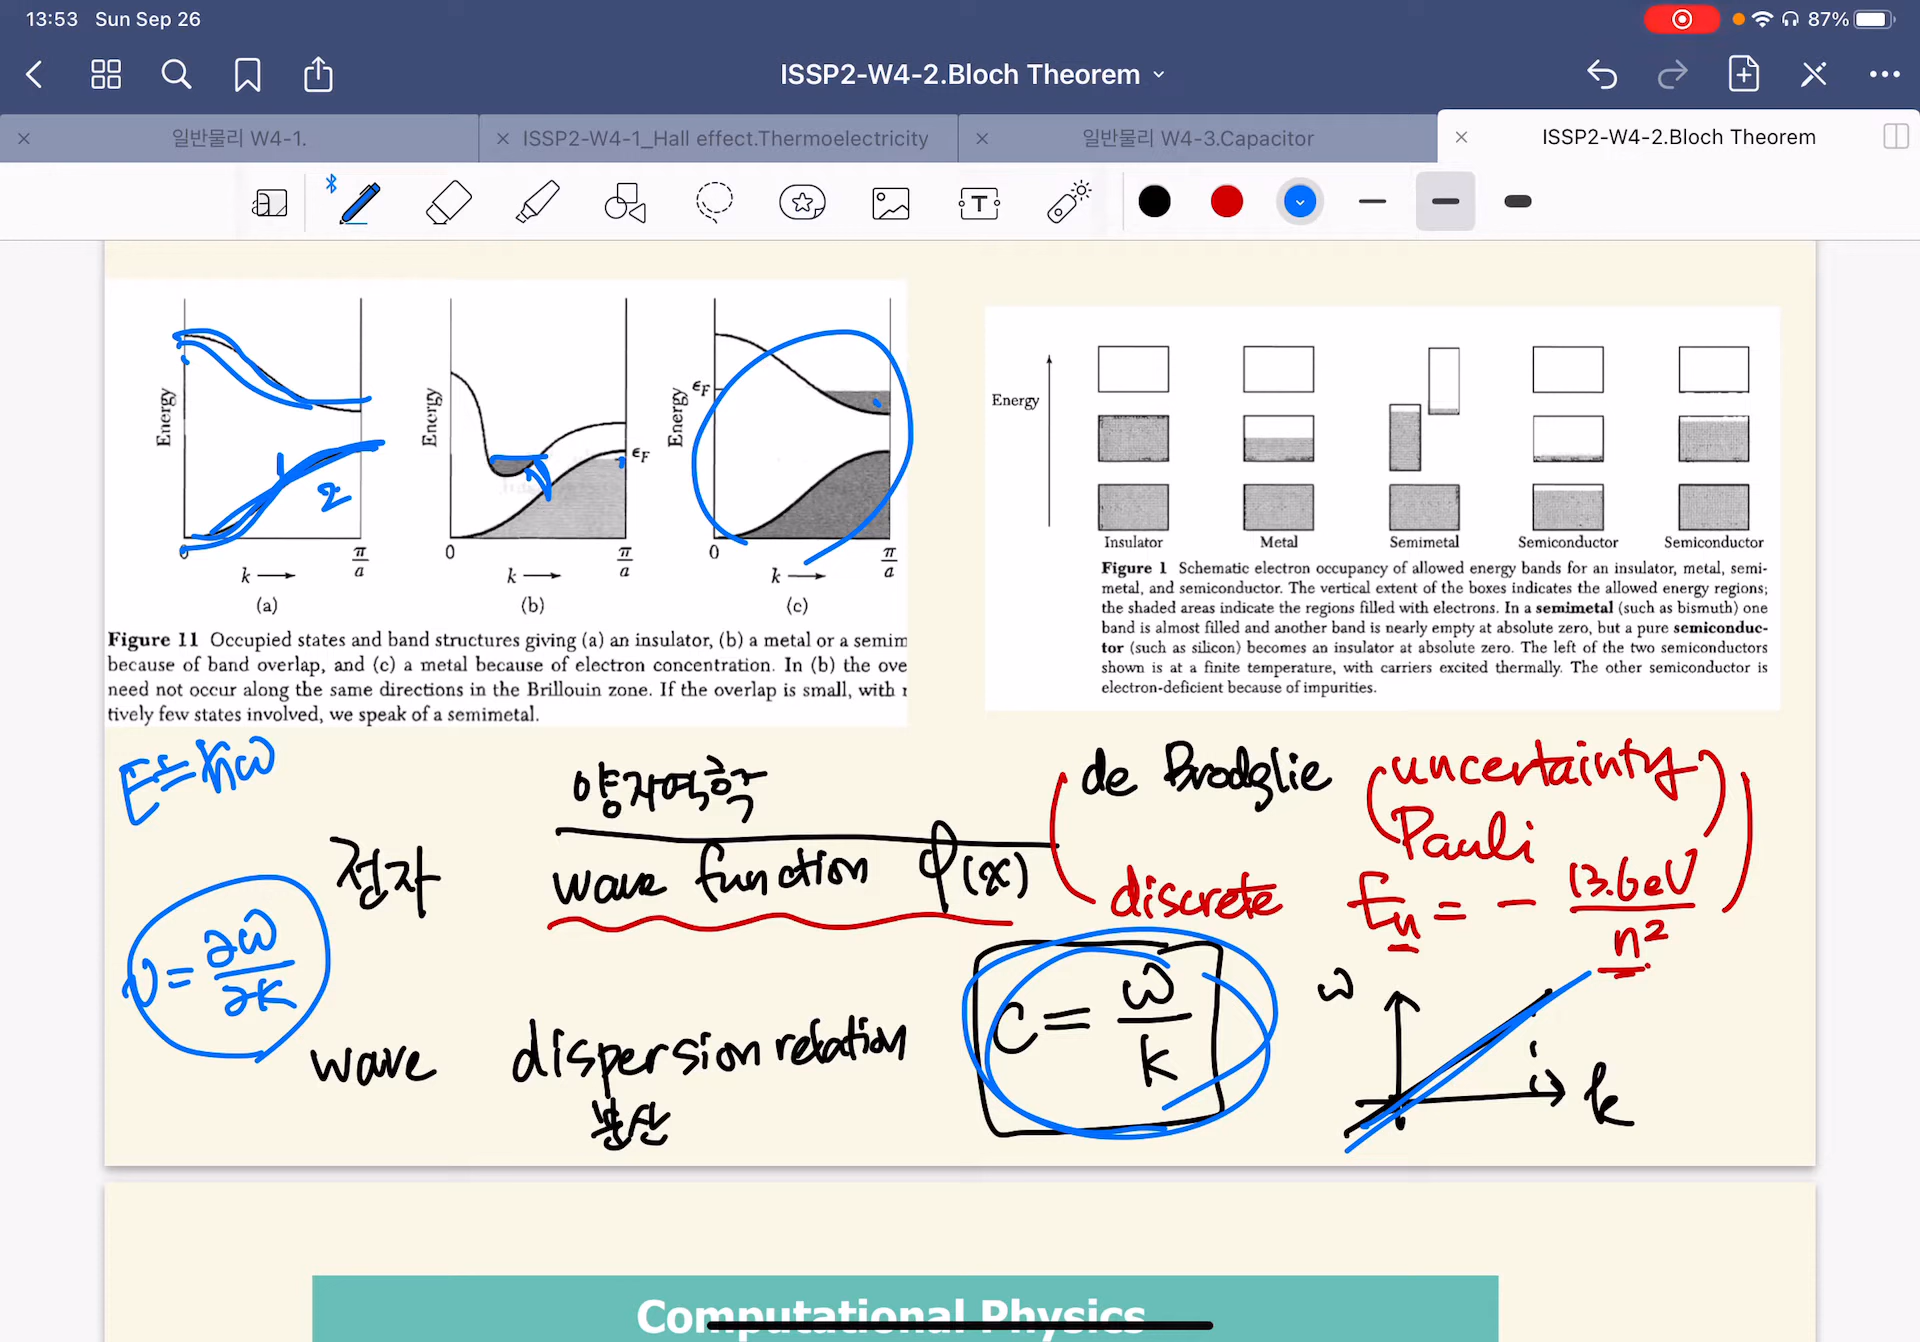 13:53 Sun Sep 26
87%
ISSP2-W4-2.Bloch Theorem
일반물리 W4-1.
ISSP2-W4-1_Hall effect.Thermoelectricity
일반물리 W4-3.Capacitor
ISSP2-W4-2.Bloch Theorem
Energy
2
0
π/a
k
(a)
Energy
εF
0
π/a
k
(b)
Energy
εF
0
π/a
k
(c)
Figure 11 Occupied states and band structures giving (a) an insulator, (b) a metal or a semim
because of band overlap, and (c) a metal because of electron concentration. In (b) the ove
need not occur along the same directions in the Brillouin zone. If the overlap is small, with r
tively few states involved, we speak of a semimetal.
Energy
Insulator Metal Semimetal Semiconductor Semiconductor
Figure 1 Schematic electron occupancy of allowed energy bands for an insulator, metal, semi-
metal, and semiconductor. The vertical extent of the boxes indicates the allowed energy regions;
the shaded areas indicate the regions filled with electrons. In a semimetal (such as bismuth) one
band is almost filled and another band is nearly empty at absolute zero, but a pure semiconduc-
tor (such as silicon) becomes an insulator at absolute zero. The left of the two semiconductors
shown is at a finite temperature, with carriers excited thermally. The other semiconductor is
electron-deficient because of impurities.
E=ħω
양자역학
de Brodglie (uncertainty)
Pauli
전자
wave function φ(x)
discrete En = - 13.6eV/n²
v = ∂ω/∂k
wave
dispersion relation
분산
c = ω/k
ω
k
Computational Physics